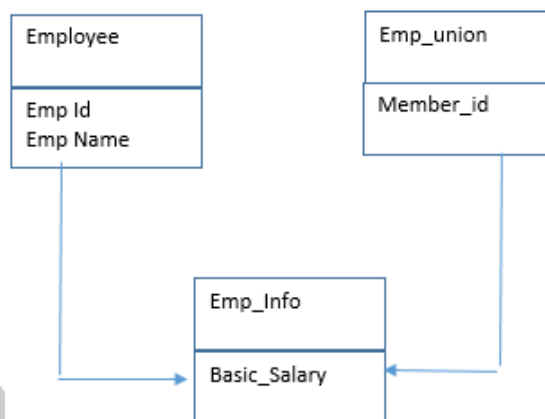 Employee
Emp Id
Emp Name
Emp_union
Member_id
Emp_Info
Basic_Salary